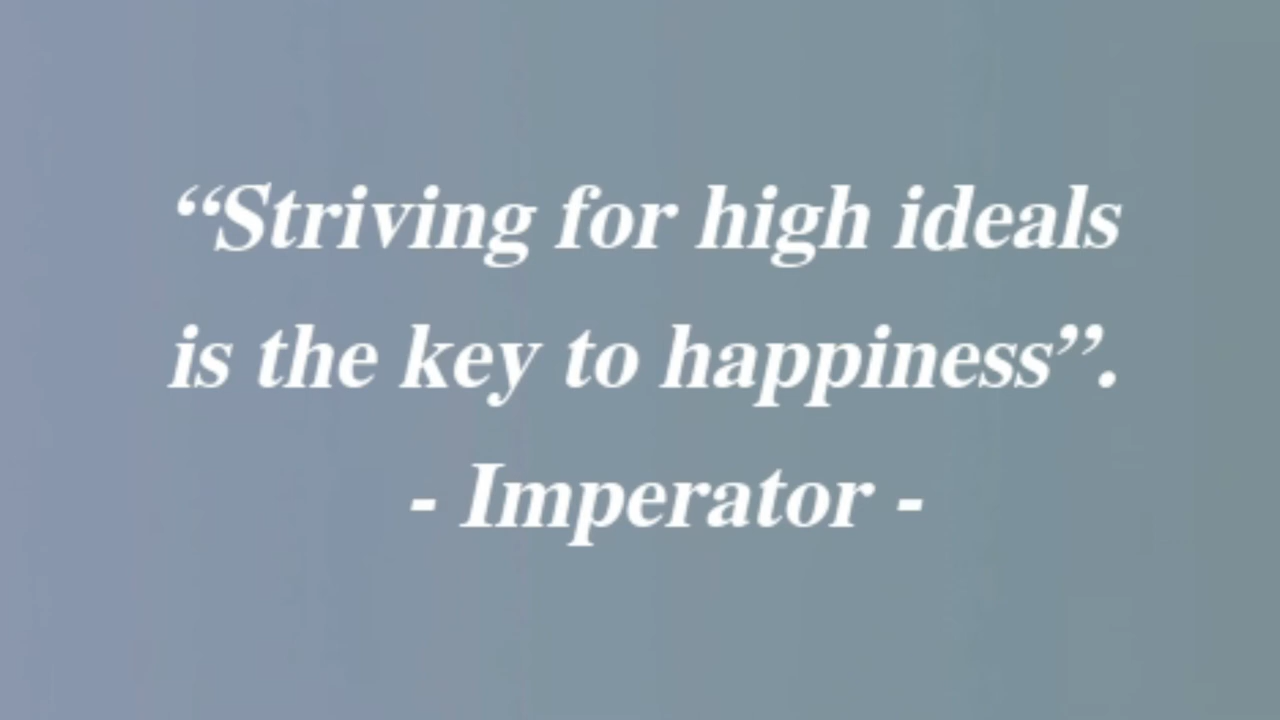 “Striving for high ideals
is the key to happiness”.
- Imperator -